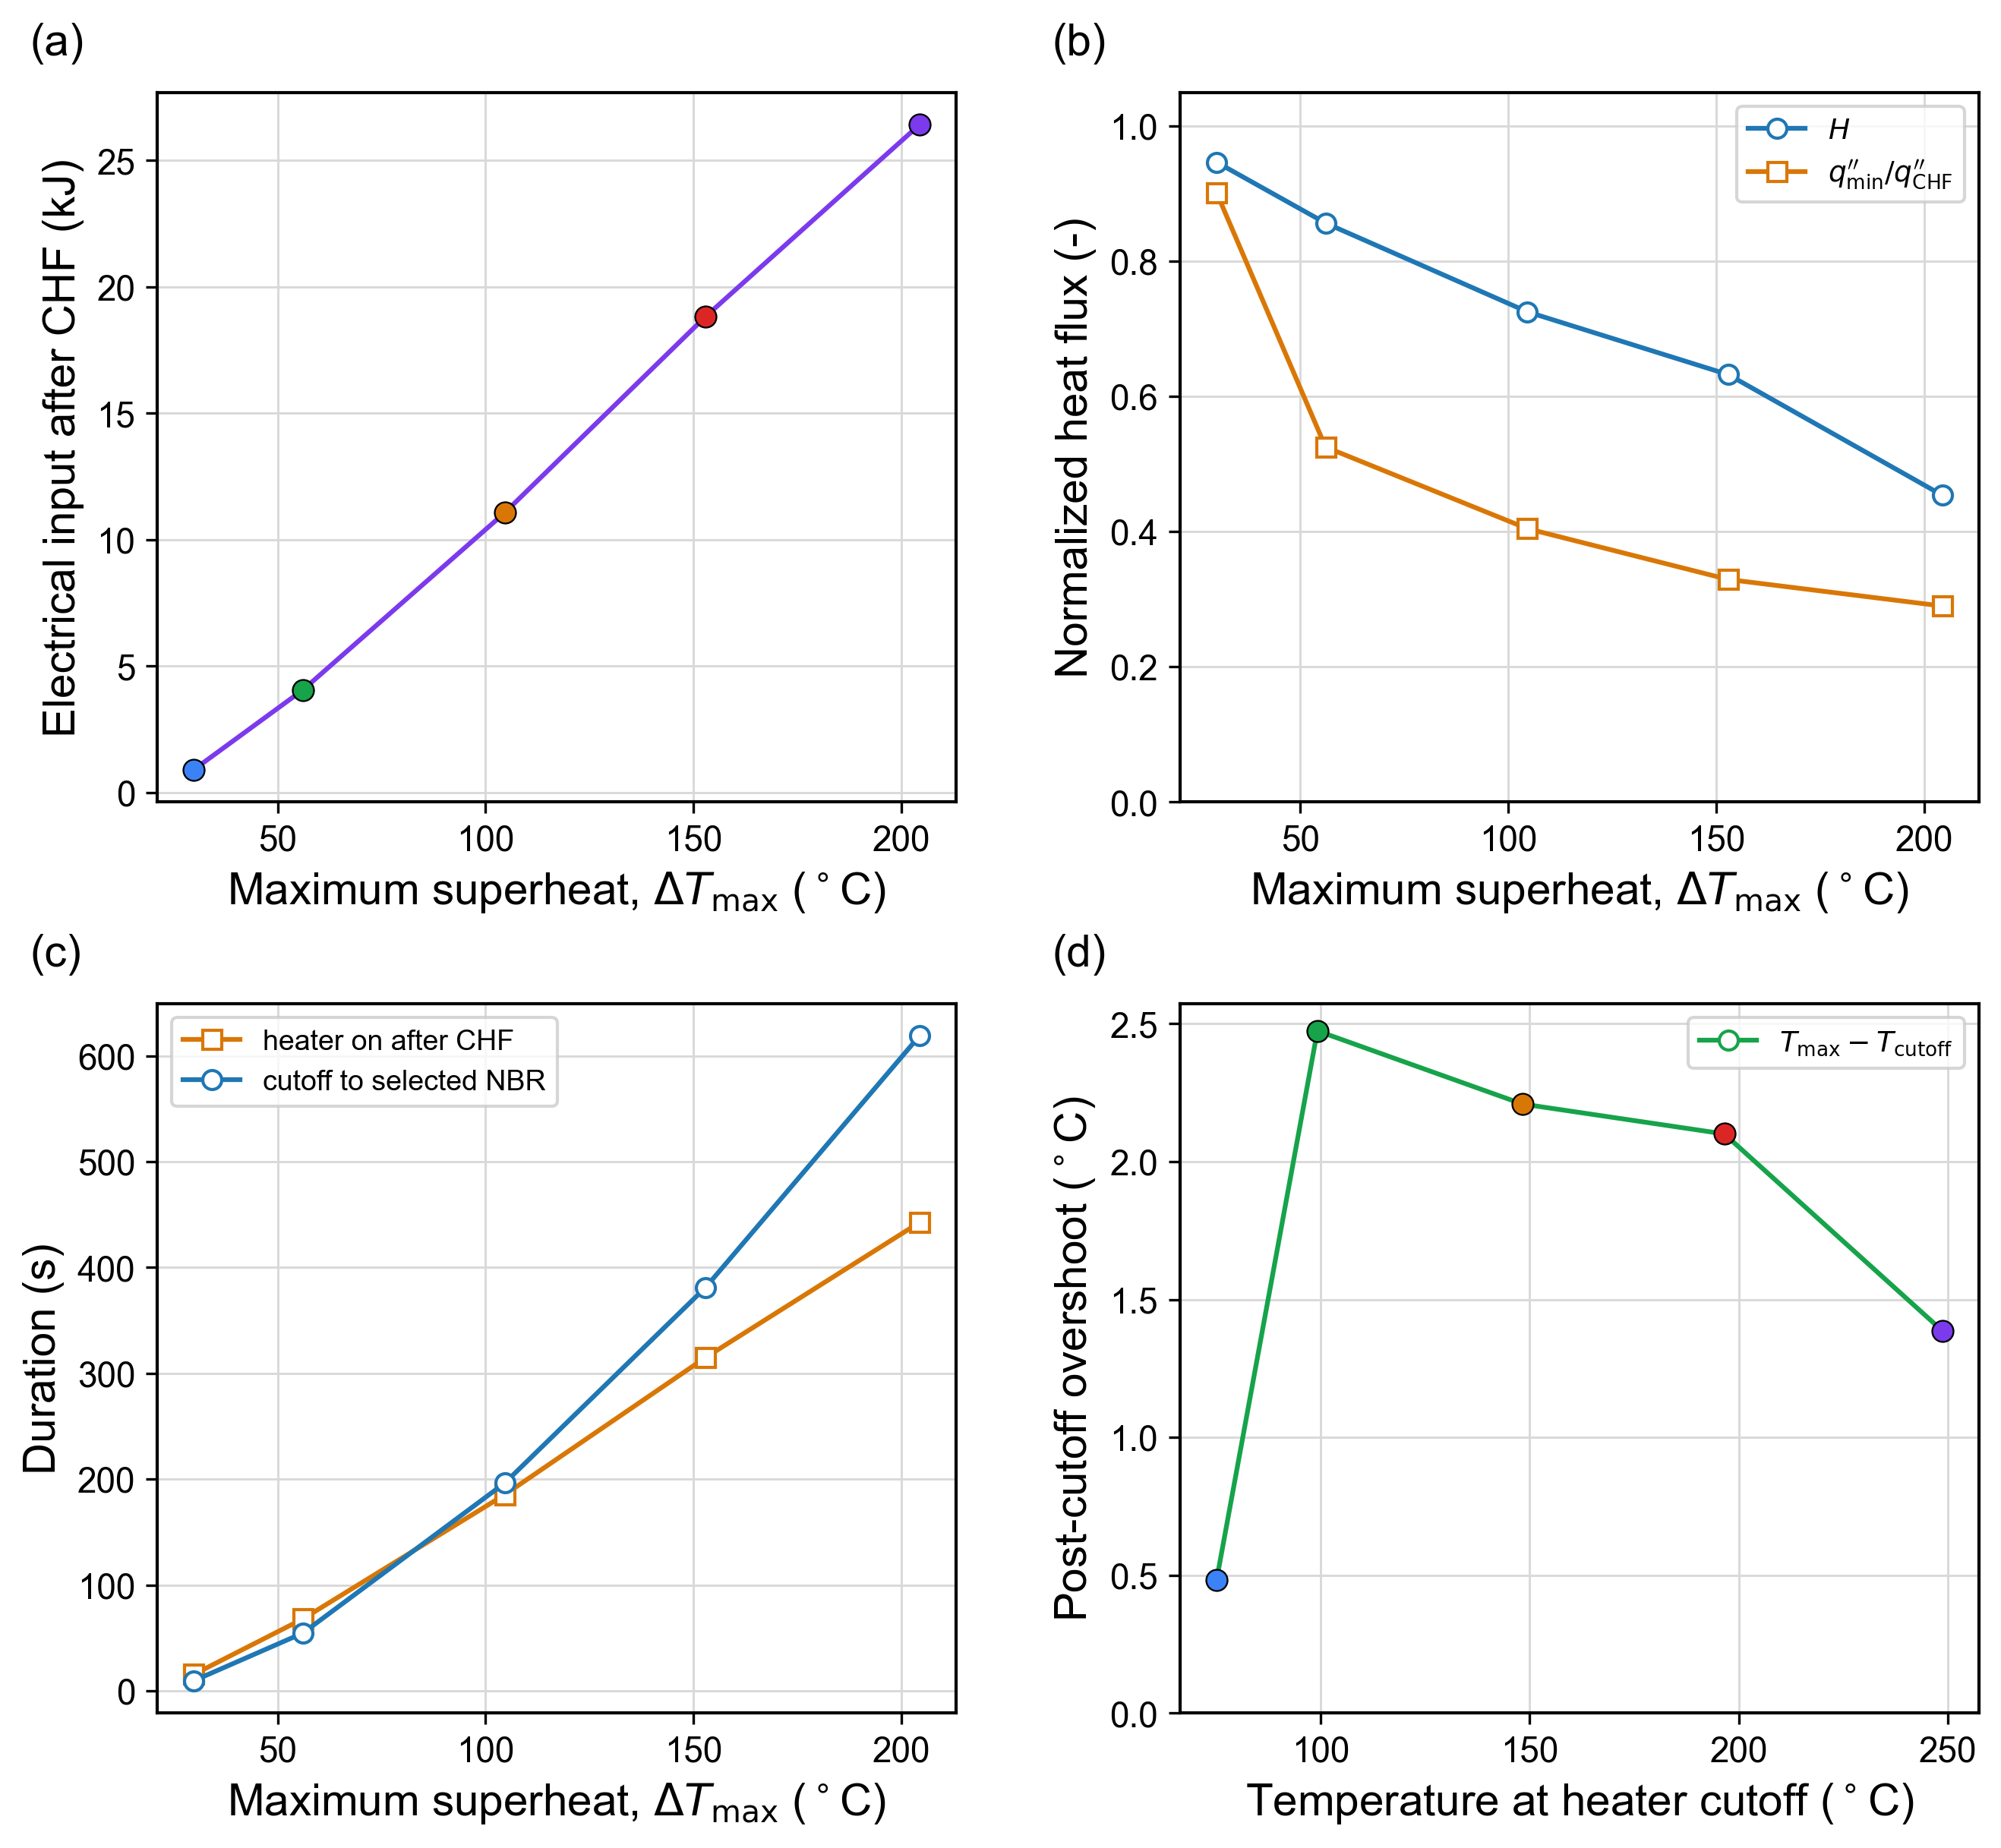 (a)
Electrical input after CHF (kJ)
25
20
15
10
5
0
50 100 150 200
Maximum superheat, ΔTmax (°C)
(b)
Normalized heat flux (-)
1.0
0.8
0.6
0.4
0.2
0.0
H
q″min/q″CHF
50 100 150 200
Maximum superheat, ΔTmax (°C)
(c)
Duration (s)
600
500
400
300
200
100
0
heater on after CHF
cutoff to selected NBR
50 100 150 200
Maximum superheat, ΔTmax (°C)
(d)
Post-cutoff overshoot (°C)
2.5
2.0
1.5
1.0
0.5
0.0
Tmax − Tcutoff
100 150 200 250
Temperature at heater cutoff (°C)